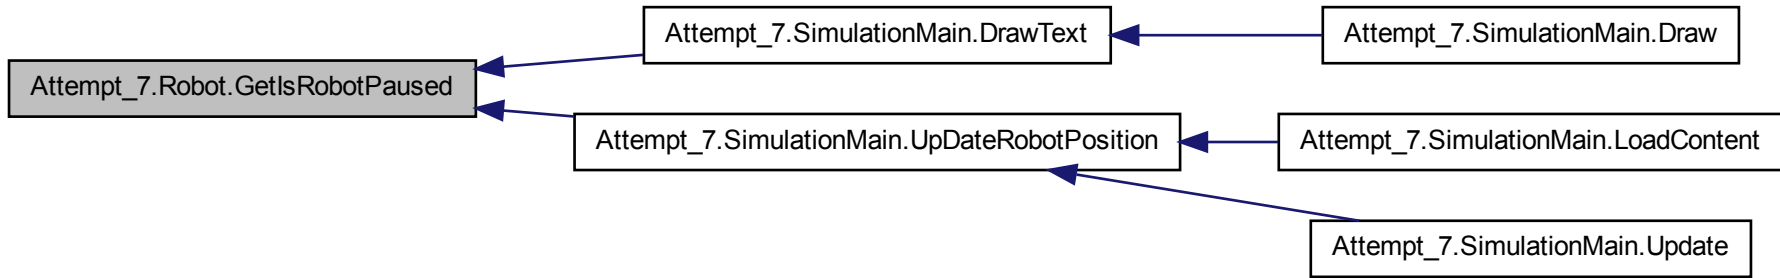 Attempt_7.SimulationMain.DrawText
Attempt_7.SimulationMain.Draw
Attempt_7.Robot.GetIsRobotPaused
Attempt_7.SimulationMain.UpDateRobotPosition
Attempt_7.SimulationMain.LoadContent
Attempt_7.SimulationMain.Update